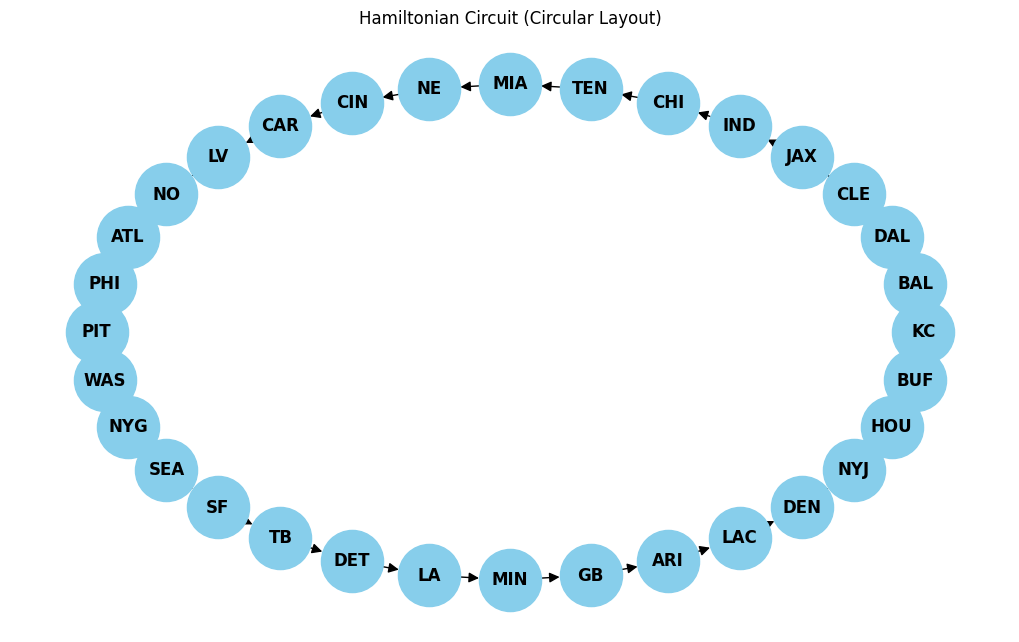 Hamiltonian Circuit (Circular Layout)
MIA
NE
TEN
CIN
CHI
CAR
IND
LV
JAX
NO
CLE
ATL
DAL
PHI
BAL
PIT
KC
WAS
BUF
NYG
HOU
SEA
NYJ
SF
DEN
TB
LAC
DET
ARI
LA
GB
MIN